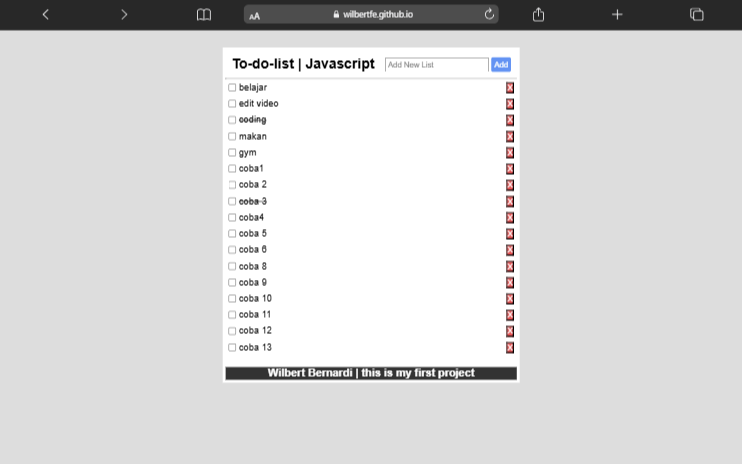 AA wilbertfe.github.io
To-do-list | Javascript Add New List Add
belajar X
edit video X
coding X
makan X
gym X
coba1 X
coba 2 X
coba 3 X
coba4 X
coba 5 X
coba 6 X
coba 8 X
coba 9 X
coba 10 X
coba 11 X
coba 12 X
coba 13 X
Wilbert Bernardi | this is my first project